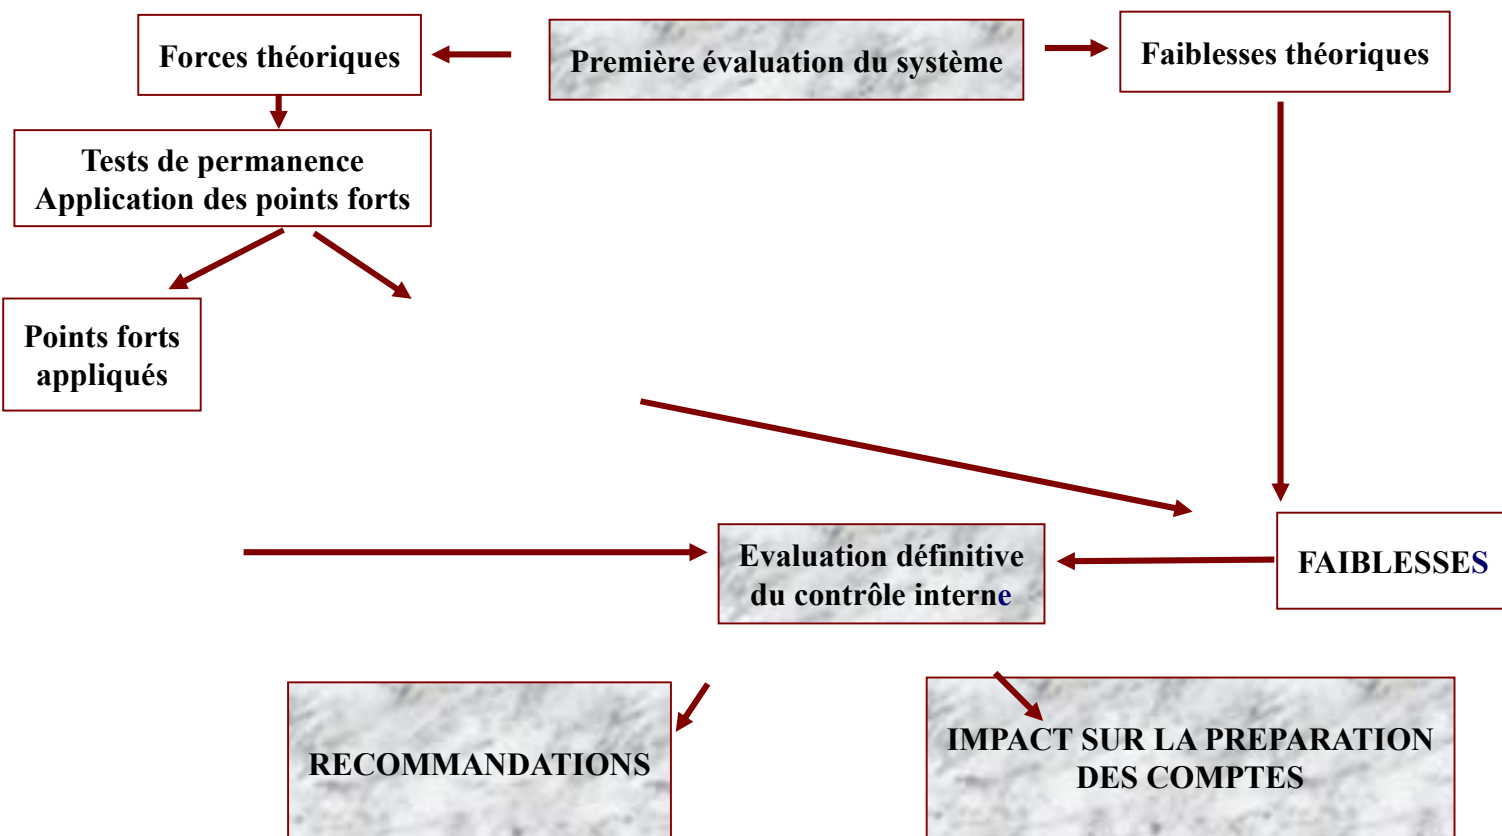 Forces théoriques
Première évaluation du système
Faiblesses théoriques
Tests de permanence
Application des points forts
Points forts
appliqués
Evaluation définitive
du contrôle interne
FAIBLESSES
RECOMMANDATIONS
IMPACT SUR LA PREPARATION
DES COMPTES